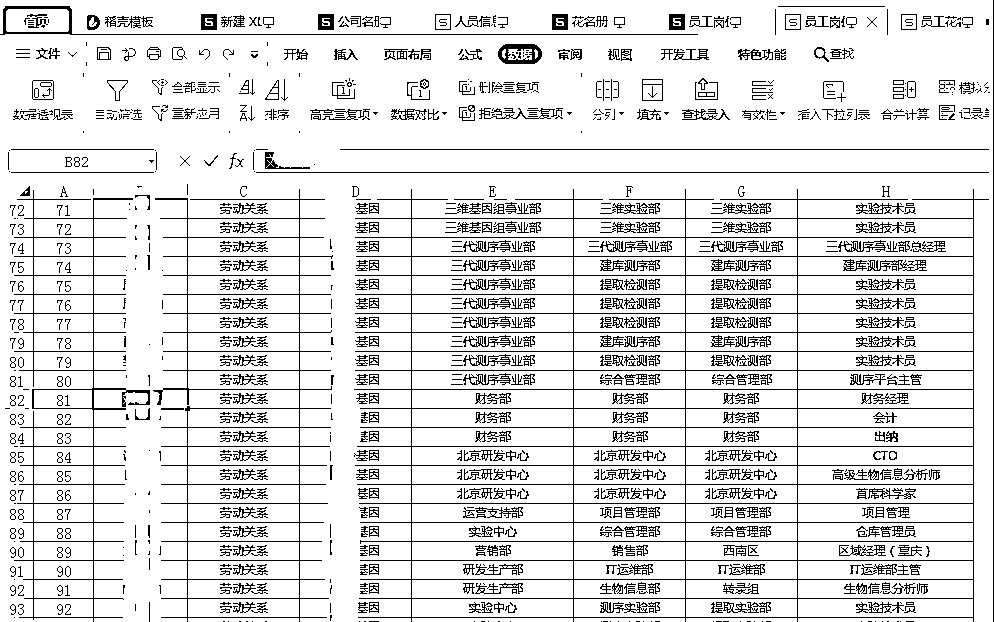 首页 稻壳模板 S 新建 XL S 公司名册 S 人员信息 S 花名册 S 员工岗位 S 员工岗位 × S 员工花
文件 开始 插入 页面布局 公式 数据 审阅 视图 开发工具 特色功能 查找
全部显示 删除重复项
数据透视表 自动筛选 重新应用 排序 高亮重复项 数据对比 拒绝录入重复项 分列 填充 查找录入 有效性 插入下拉列表 合并计算 记录单
B82 fx
A C D E F G H
72 71 劳动关系 基因 三维基因组事业部 三维实验部 三维实验部 实验技术员
73 72 劳动关系 基因 三维基因组事业部 三维实验部 三维实验部 实验技术员
74 73 劳动关系 基因 三代测序事业部 三代测序事业部 三代测序事业部 三代测序事业部总经理
75 74 劳动关系 基因 三代测序事业部 建库测序部 建库测序部 建库测序部经理
76 75 劳动关系 基因 三代测序事业部 提取检测部 提取检测部 实验技术员
77 76 劳动关系 基因 三代测序事业部 提取检测部 提取检测部 实验技术员
78 77 劳动关系 基因 三代测序事业部 提取检测部 提取检测部 实验技术员
79 78 劳动关系 基因 三代测序事业部 建库测序部 建库测序部 实验技术员
80 79 劳动关系 基因 三代测序事业部 提取检测部 提取检测部 实验技术员
81 80 劳动关系 基因 三代测序事业部 综合管理部 综合管理部 测序平台主管
82 81 劳动关系 基因 财务部 财务部 财务部 财务经理
83 82 劳动关系 基因 财务部 财务部 财务部 会计
84 83 劳动关系 基因 财务部 财务部 财务部 出纳
85 84 劳动关系 基因 北京研发中心 北京研发中心 北京研发中心 CTO
86 85 劳动关系 基因 北京研发中心 北京研发中心 北京研发中心 高级生物信息分析师
87 86 劳动关系 基因 北京研发中心 北京研发中心 北京研发中心 首席科学家
88 87 劳动关系 基因 运营支持部 项目管理部 项目管理部 项目管理
89 88 劳动关系 基因 实验中心 综合管理部 综合管理部 仓库管理员
90 89 劳动关系 基因 营销部 销售部 西南区 区域经理（重庆）
91 90 劳动关系 基因 研发生产部 IT运维部 IT运维部 IT运维部主管
92 91 劳动关系 基因 研发生产部 生物信息部 转录组 生物信息分析师
93 92 劳动关系 基因 实验中心 测序实验部 提取实验部 实验技术员